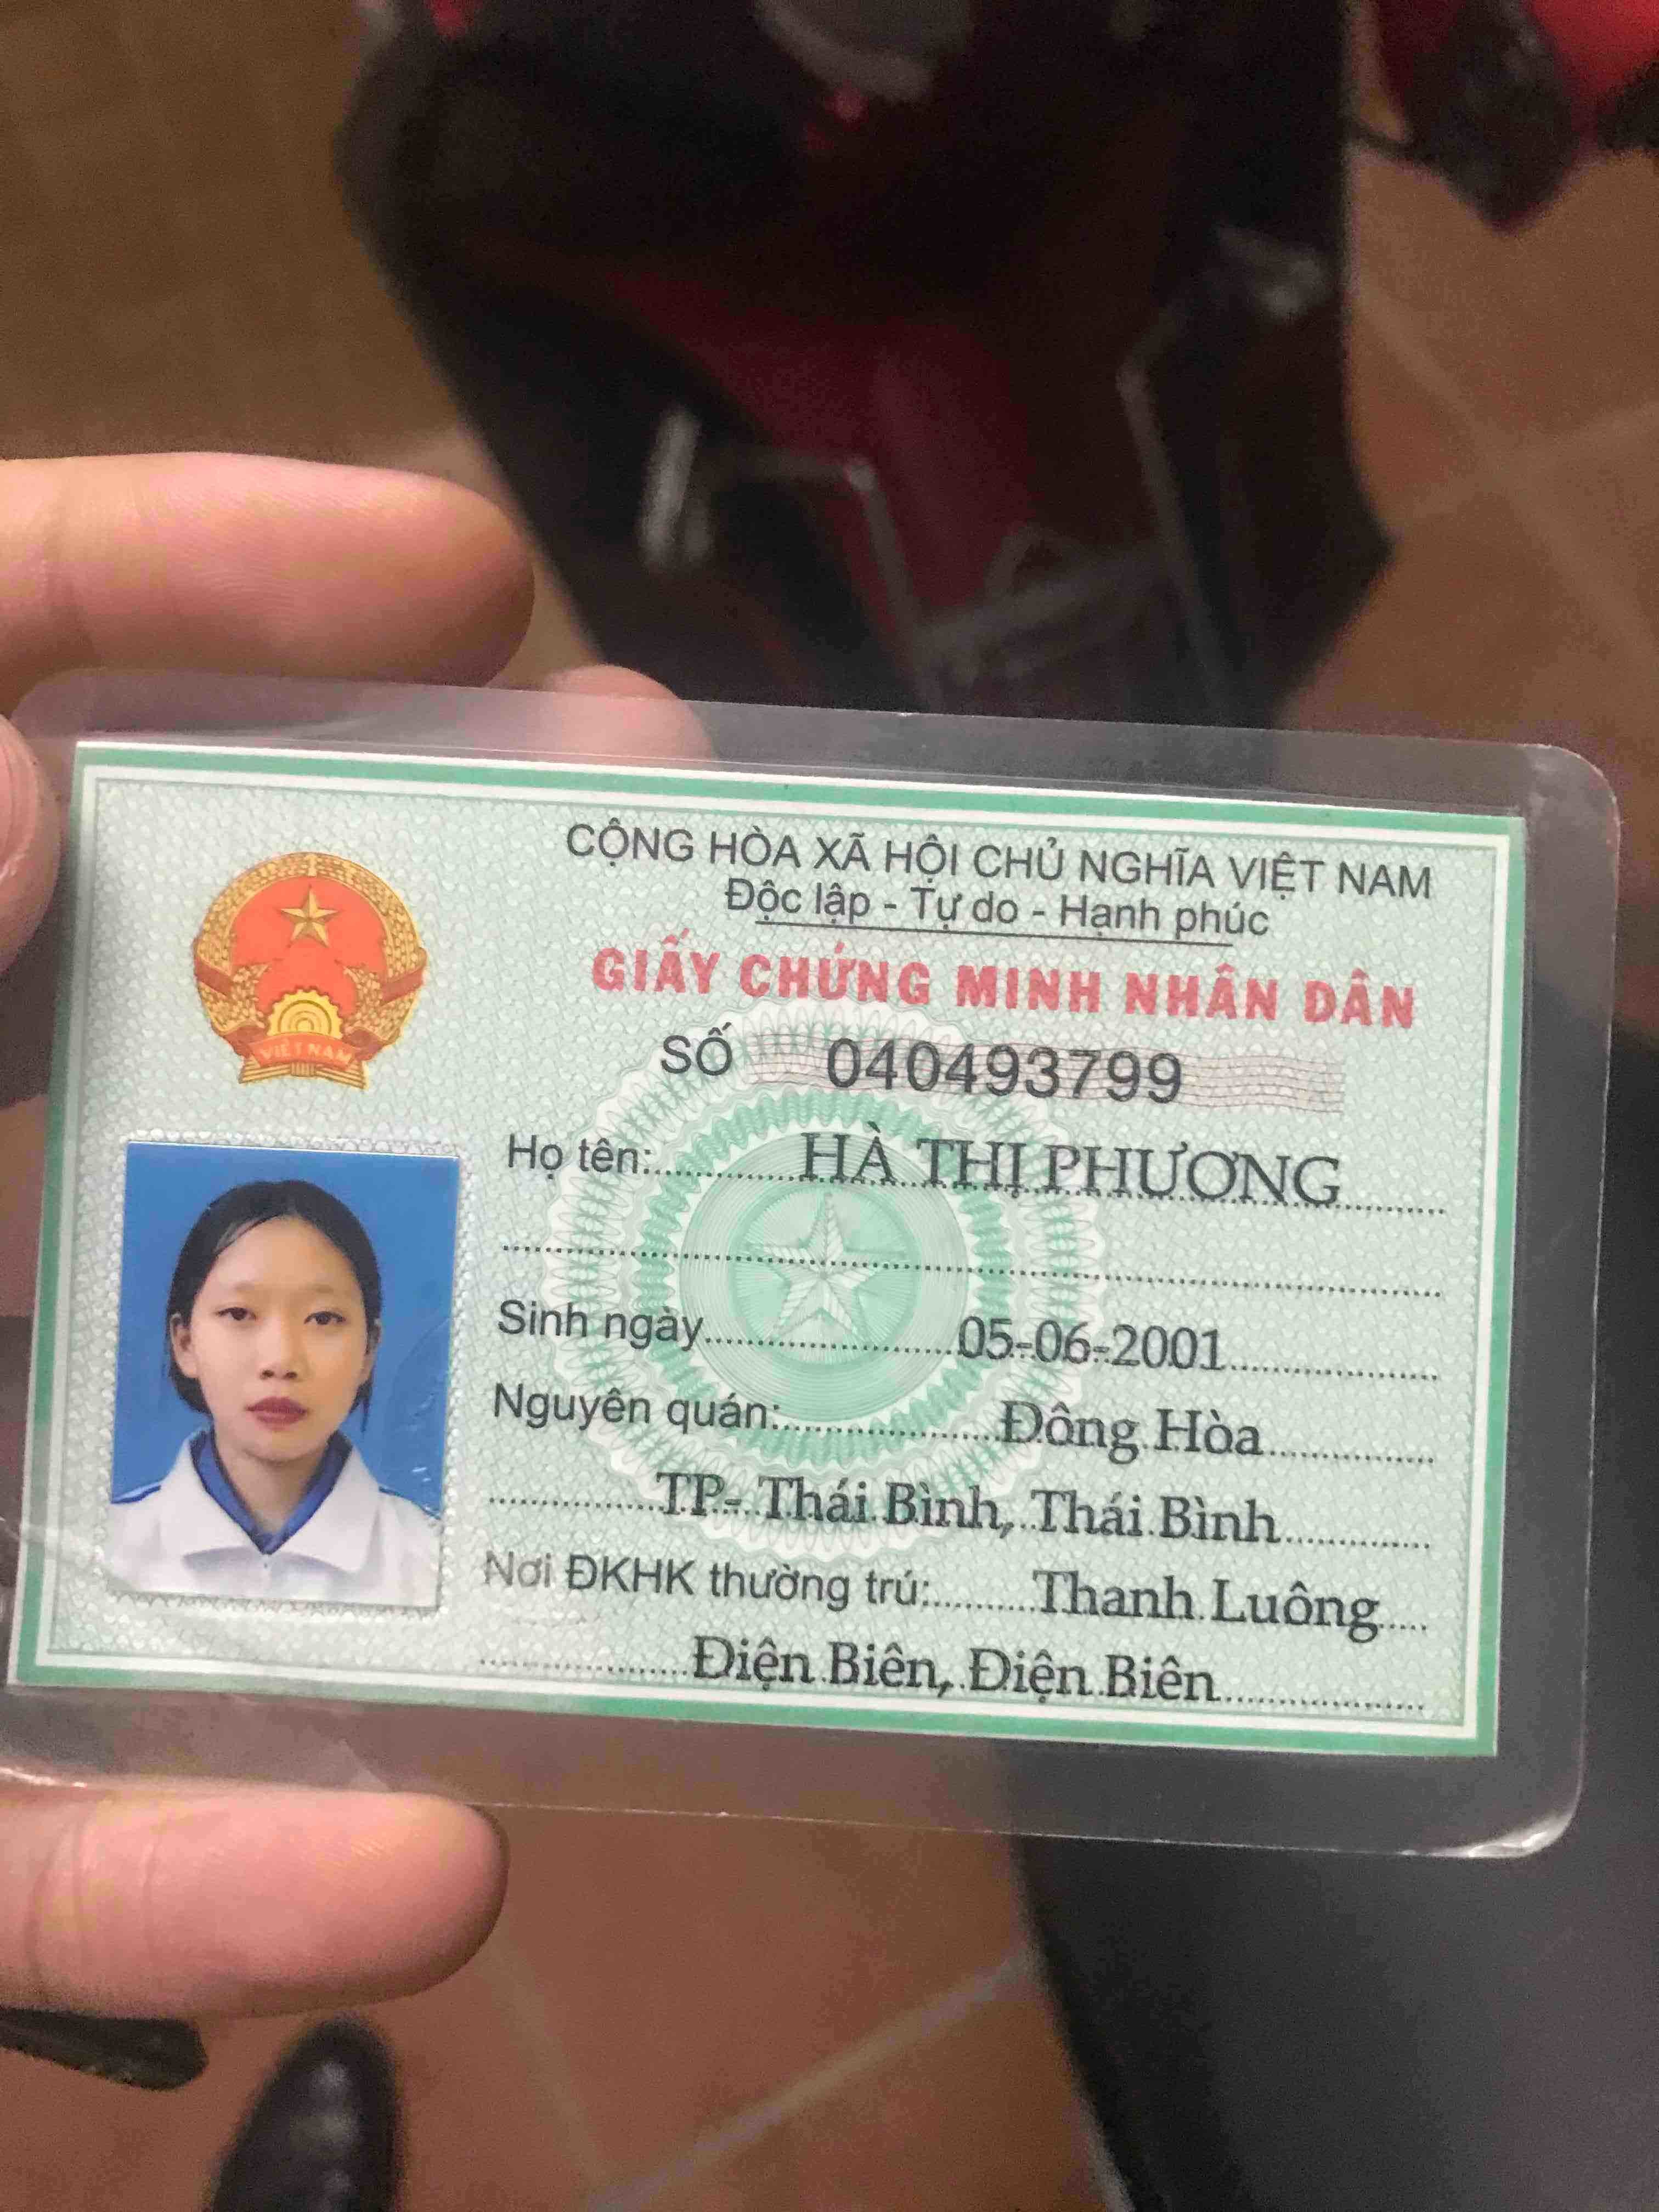 CỘNG HÒA XÃ HỘI CHỦ NGHĨA VIỆT NAM
Độc lập - Tự do - Hạnh phúc
GIẤY CHỨNG MINH NHÂN DÂN
SỐ 040493799
VIỆT NAM
Họ tên: HÀ THỊ PHƯƠNG
Sinh ngày 05-06-2001
Nguyên quán: Đông Hòa
TP- Thái Bình, Thái Bình
Nơi ĐKHK thường trú: Thanh Luông
Điện Biên, Điện Biên